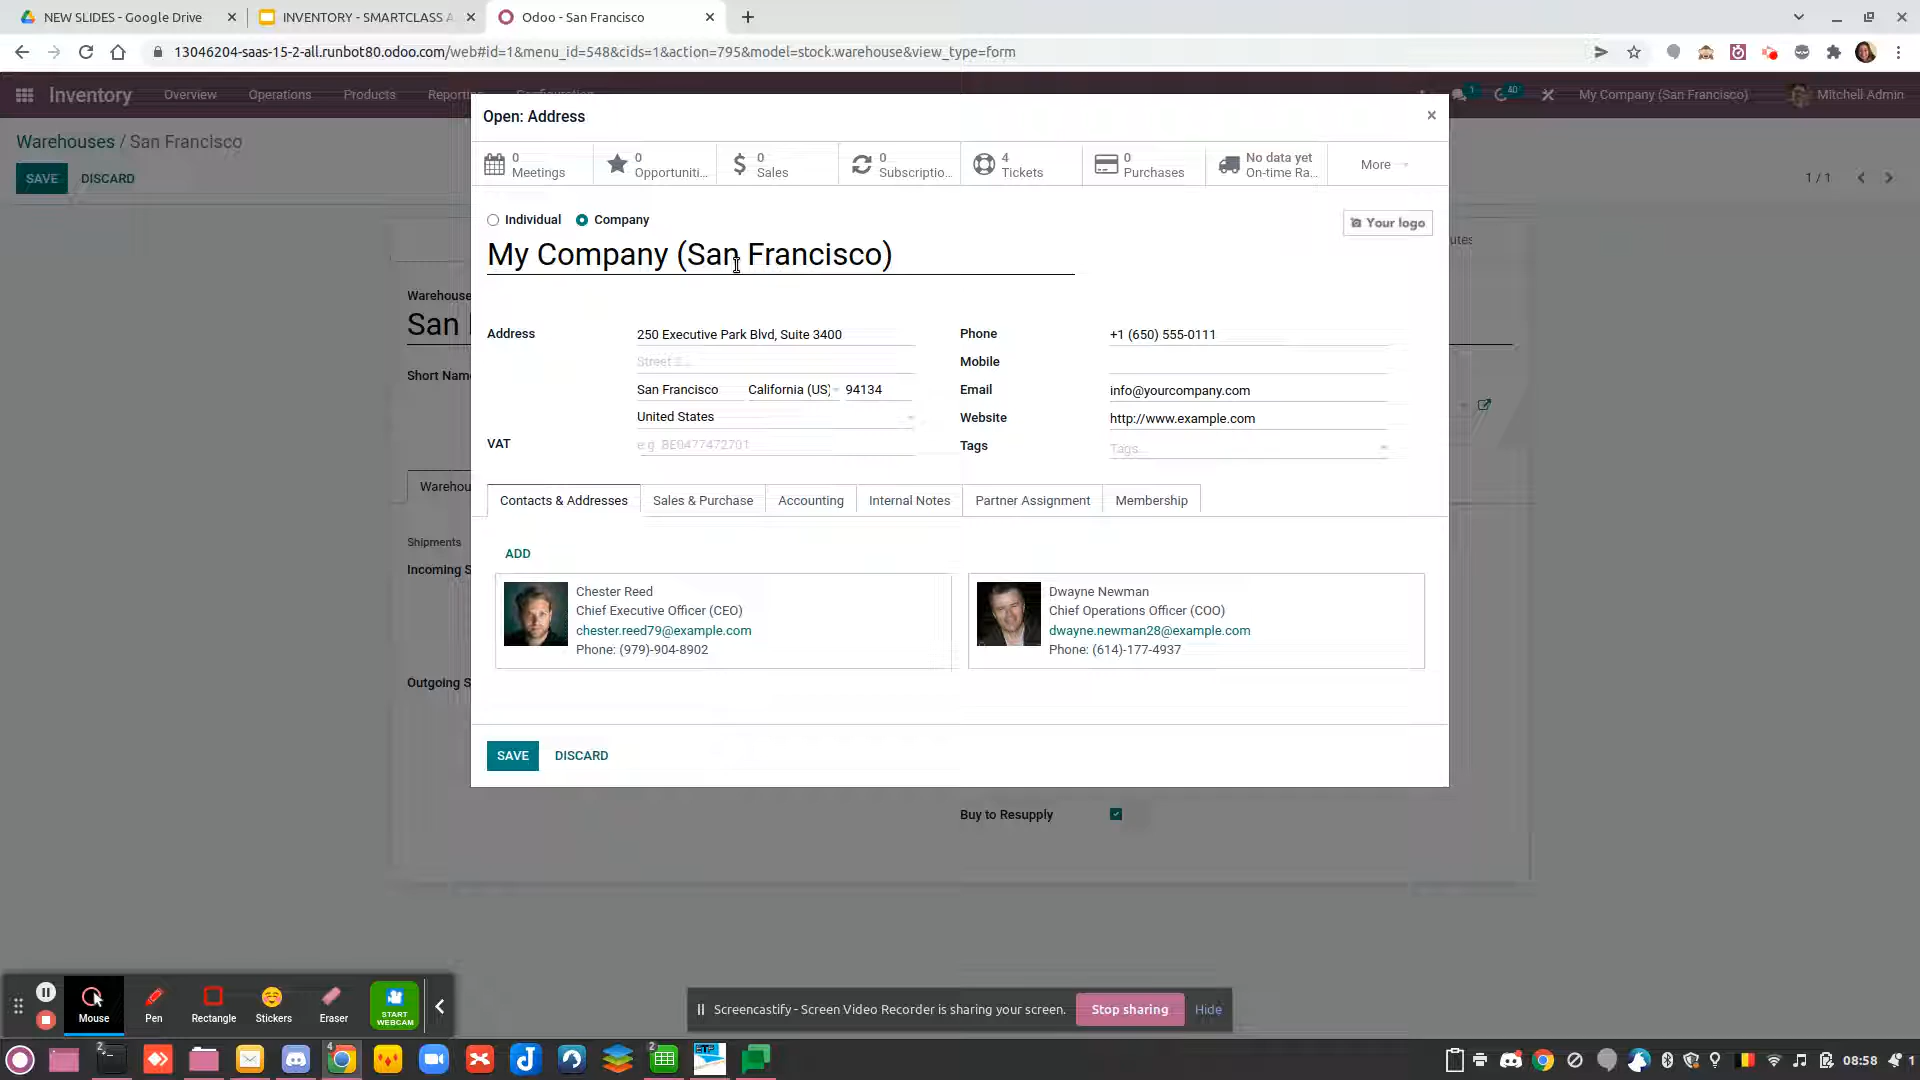 NEW SLIDES - Google Drive
INVENTORY - SMARTCLASS A
Odoo - San Francisco
13046204-saas-15-2-all.runbot80.odoo.com/web#id=1&menu_id=548&cids=1&action=795&model=stock.warehouse&view_type=form
Inventory
Overview
Operations
Products
Reporti
Configuration
1
40
My Company (San Francisco)
Mitchell Admin
Warehouses / San Francisco
SAVE
DISCARD
1 / 1
Open: Address
×
0
Meetings
0
Opportuniti...
0
Sales
0
Subscriptio...
4
Tickets
0
Purchases
No data yet
On-time Ra...
More
Individual
Company
Your logo
My Company (San Francisco)
Warehouse
San
Short Nam
Address
250 Executive Park Blvd, Suite 3400
Street 2...
San Francisco
California (US)
94134
United States
VAT
e.g. BE0477472701
Phone
+1 (650) 555-0111
Mobile
Email
info@yourcompany.com
Website
http://www.example.com
Tags
Tags...
Warehou
Contacts & Addresses
Sales & Purchase
Accounting
Internal Notes
Partner Assignment
Membership
Shipments
Incoming S
Outgoing S
ADD
Chester Reed
Chief Executive Officer (CEO)
chester.reed79@example.com
Phone: (979)-904-8902
Dwayne Newman
Chief Operations Officer (COO)
dwayne.newman28@example.com
Phone: (614)-177-4937
SAVE
DISCARD
Buy to Resupply
Mouse
Pen
Rectangle
Stickers
Eraser
START
WEBCAM
Screencastify - Screen Video Recorder is sharing your screen.
Stop sharing
Hide
2
4
2
08:58
1